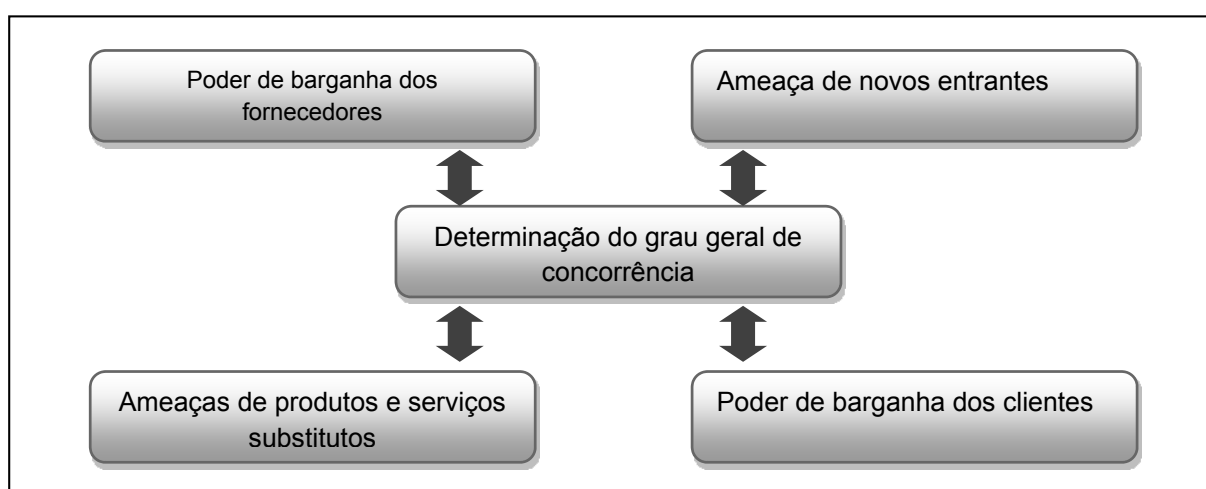 Poder de barganha dos
fornecedores
Ameaça de novos entrantes
Determinação do grau geral de
concorrência
Ameaças de produtos e serviços
substitutos
Poder de barganha dos clientes